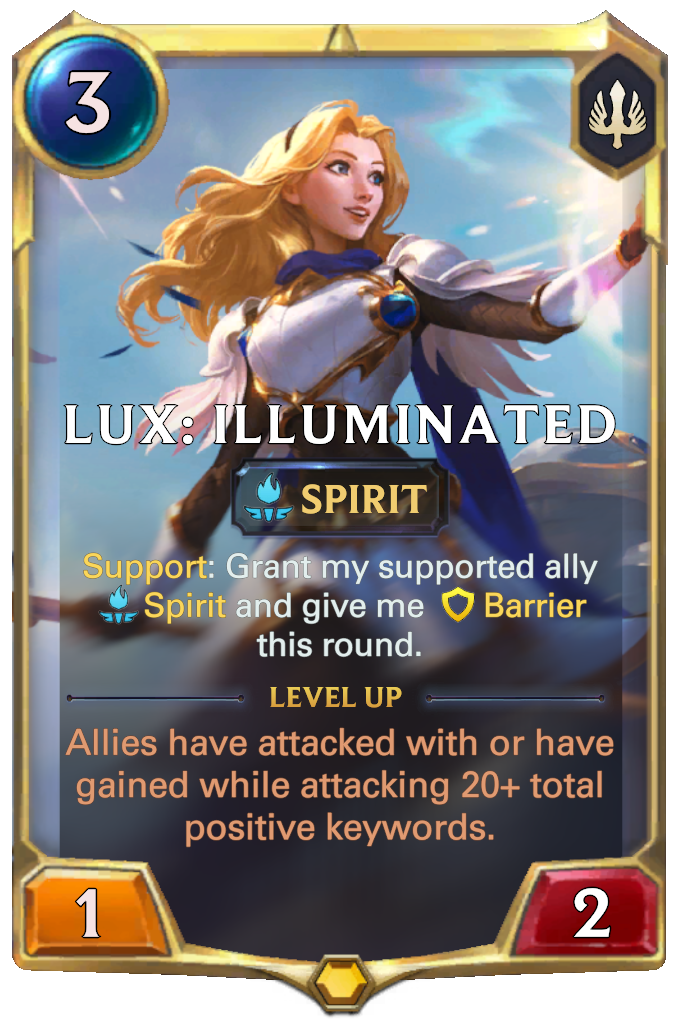 3
LUX: ILLUMINATED
SPIRIT
Support: Grant my supported ally
Spirit and give me Barrier
this round.
LEVEL UP
Allies have attacked with or have
gained while attacking 20+ total
positive keywords.
1 2